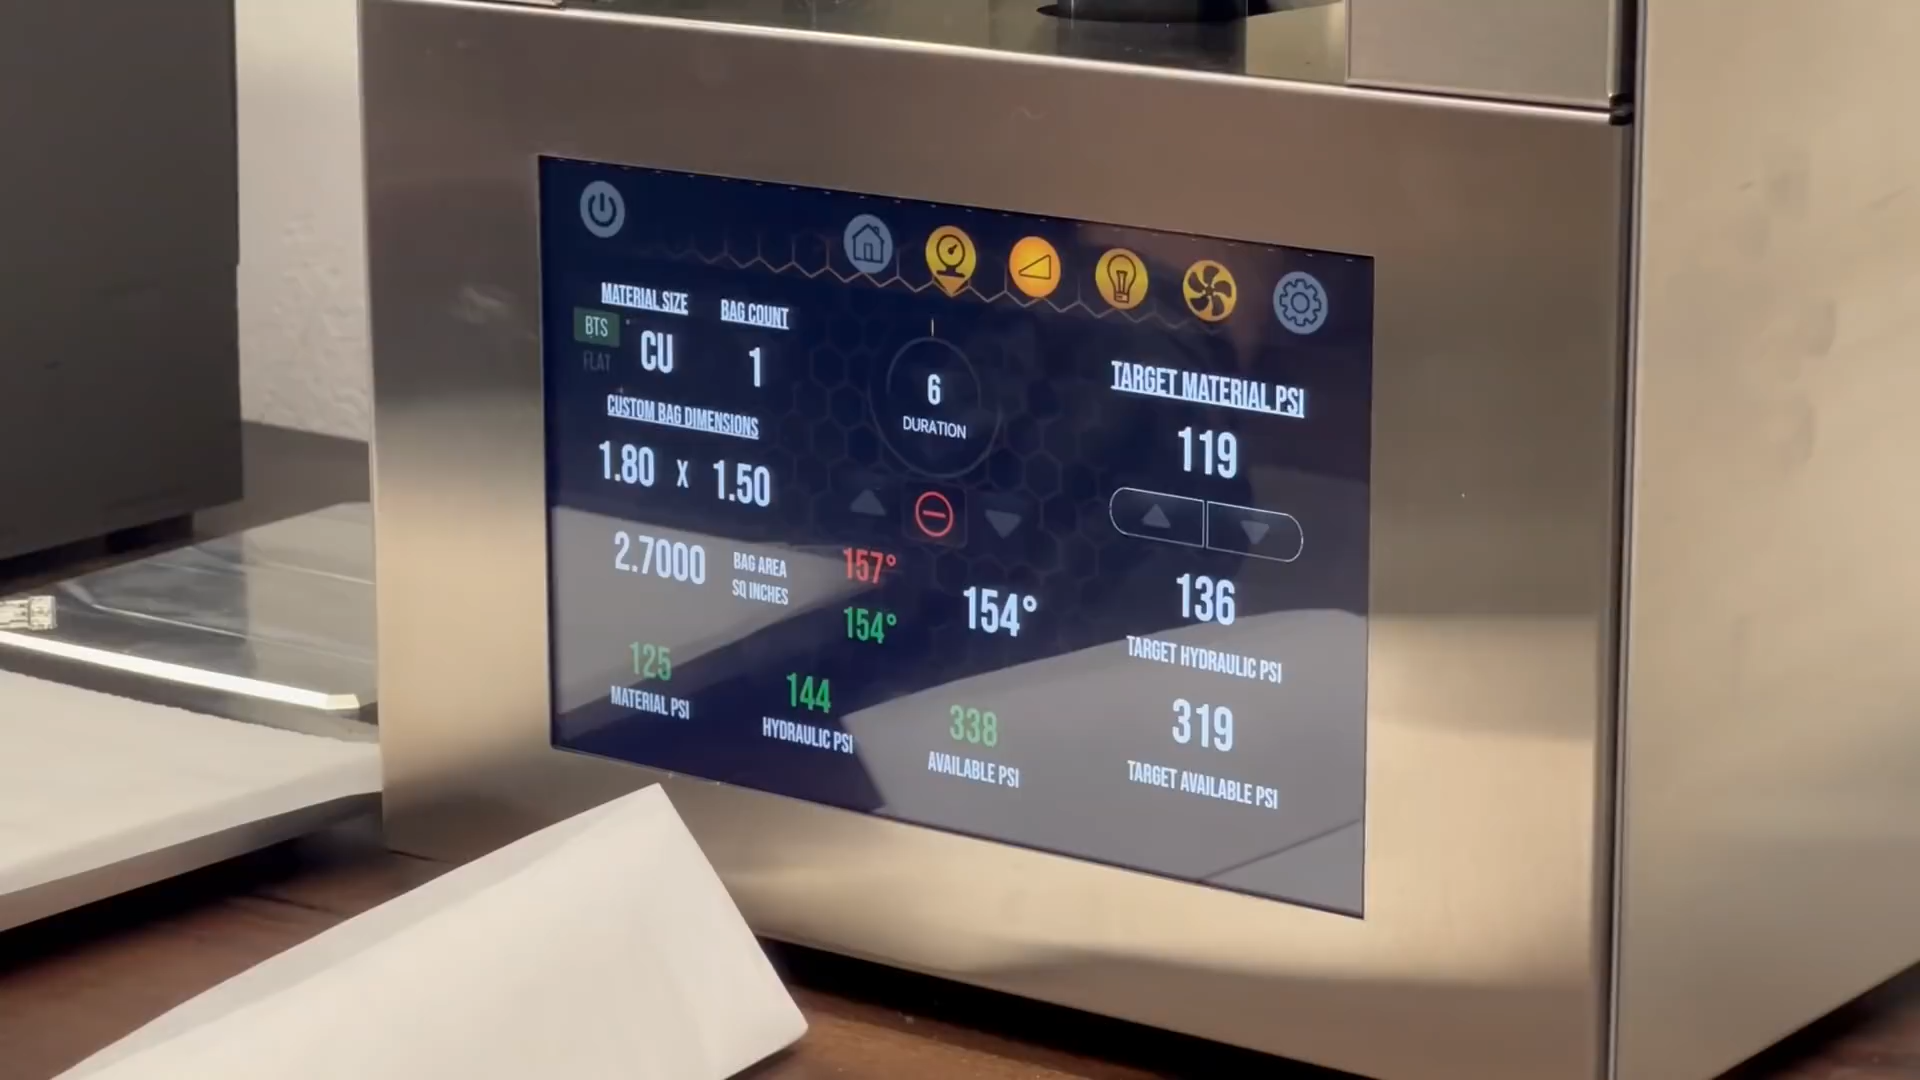 MATERIAL SIZE
BAG COUNT
BTS
FLAT
CU
1
CUSTOM BAG DIMENSIONS
1.80 X 1.50
2.7000
BAG AREA
SQ INCHES
125
MATERIAL PSI
6
DURATION
157°
154°
154°
144
HYDRAULIC PSI
338
AVAILABLE PSI
TARGET MATERIAL PSI
119
136
TARGET HYDRAULIC PSI
319
TARGET AVAILABLE PSI